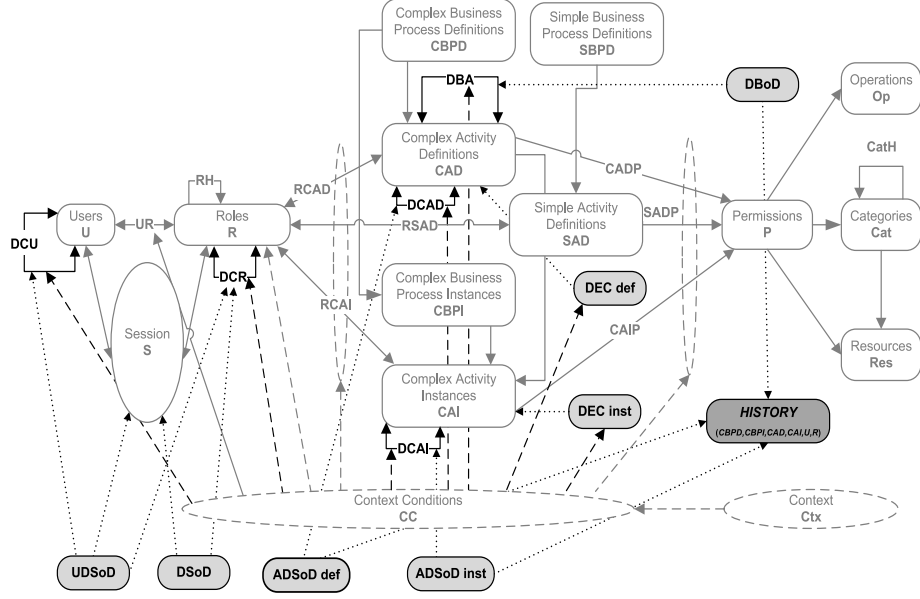 Complex Business
Process Definitions
CBPD
Simple Business
Process Definitions
SBPD
DBA
DBoD
Operations
Op
Complex Activity
Definitions
CAD
CADP
CatH
RH
RCAD
DCAD
Users
U
UR
Roles
R
RSAD
Simple Activity
Definitions
SAD
SADP
Permissions
P
Categories
Cat
DCU
DCR
RCAI
Complex Business
Process Instances
CBPI
DEC def
CAIP
Session
S
Resources
Res
Complex Activity
Instances
CAI
DEC inst
HISTORY
(CBPD,CBPI,CAD,CAI,U,R)
DCAI
Context Conditions
CC
Context
Ctx
UDSoD
DSoD
ADSoD def
ADSoD inst